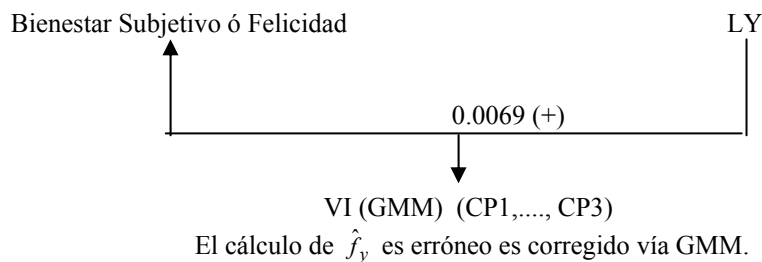 Bienestar Subjetivo ó Felicidad LY
0.0069 (+)
VI (GMM) (CP1,...., CP3)
El cálculo de f̂y es erróneo es corregido vía GMM.